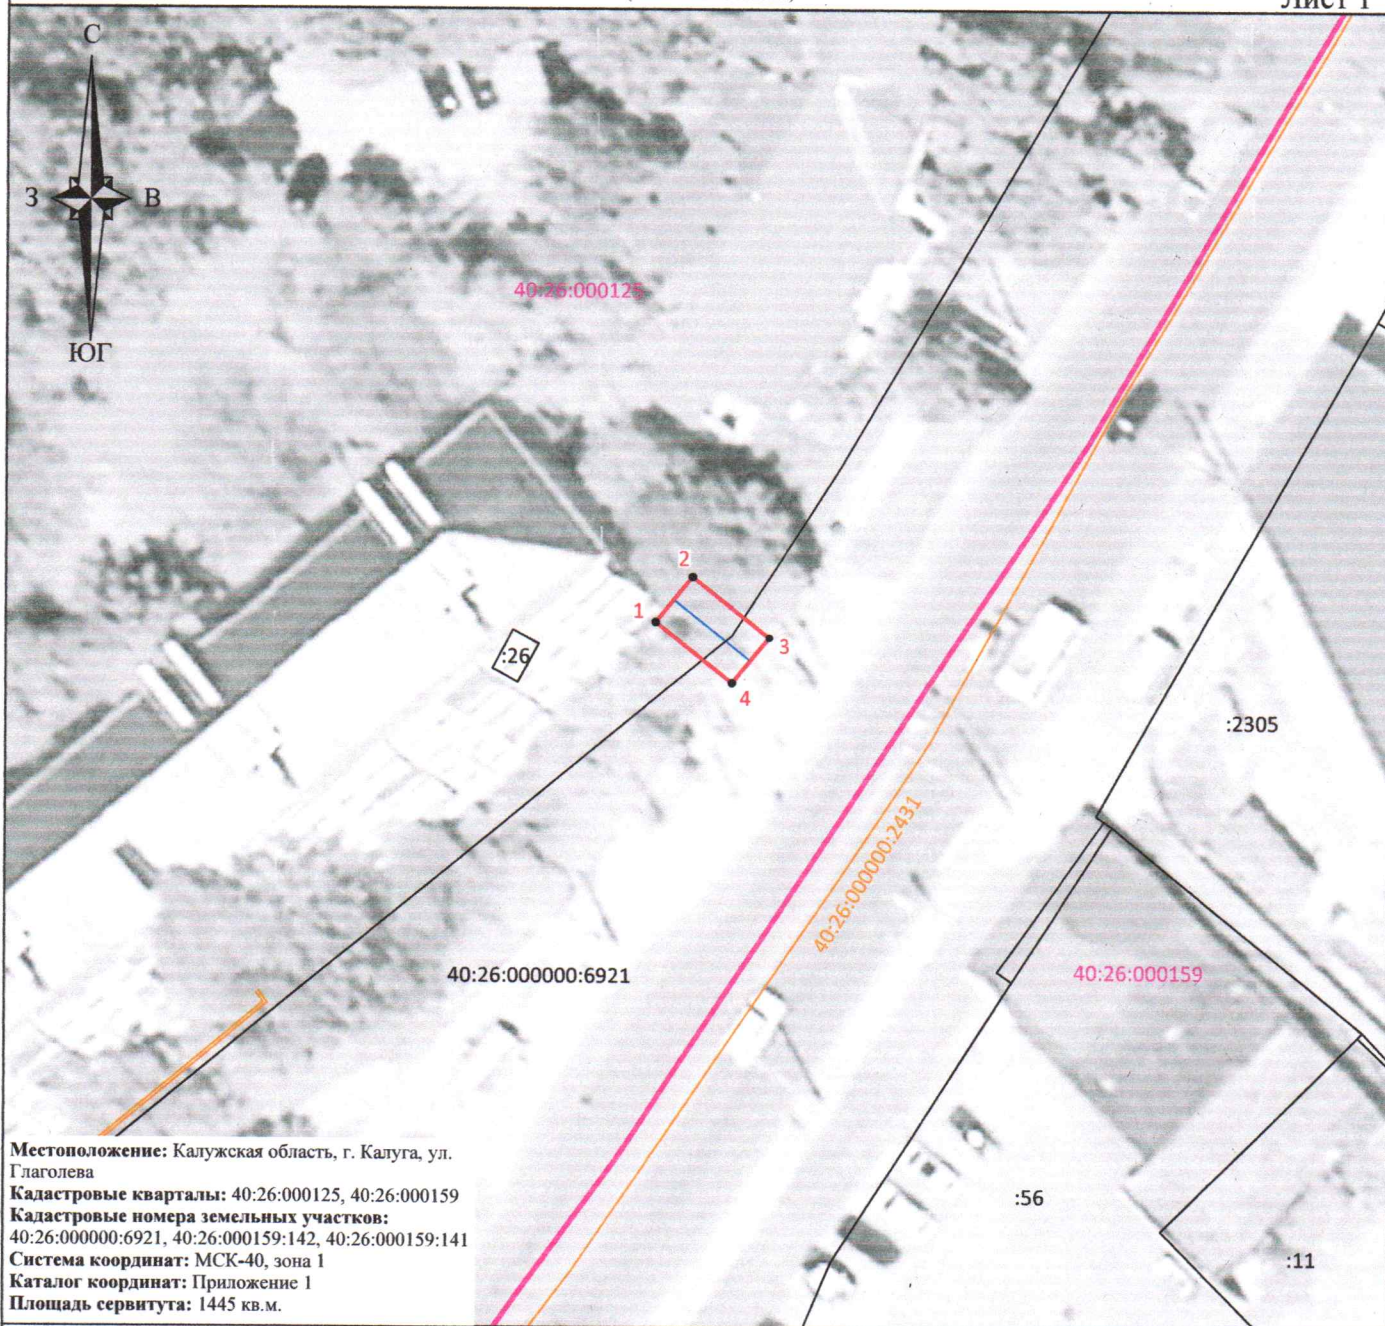 Лист 1
С
З
В
ЮГ
40:26:000125
2
1
3
4
:26
:2305
40:26:000000:2431
40:26:000000:6921
40:26:000159
:56
:11
Местоположение: Калужская область, г. Калуга, ул.
Глаголева
Кадастровые кварталы: 40:26:000125, 40:26:000159
Кадастровые номера земельных участков:
40:26:000000:6921, 40:26:000159:142, 40:26:000159:141
Система координат: МСК-40, зона 1
Каталог координат: Приложение 1
Площадь сервитута: 1445 кв.м.